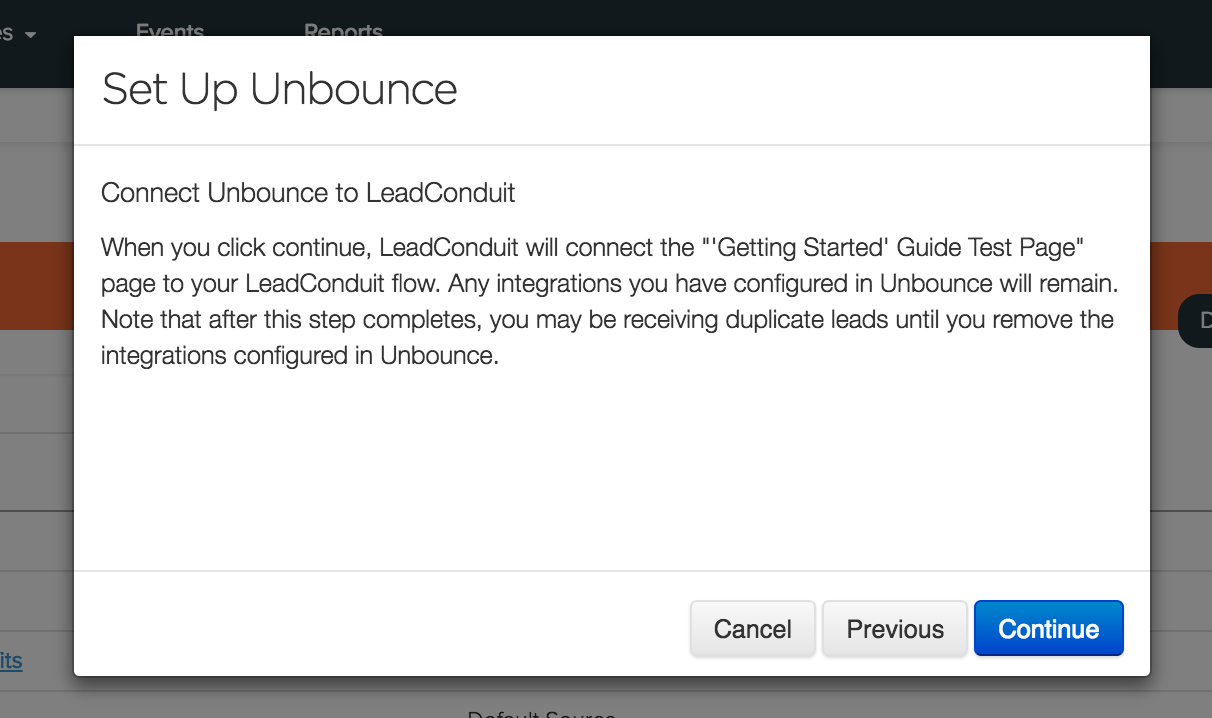 Events Reports
Set Up Unbounce
Connect Unbounce to LeadConduit
When you click continue, LeadConduit will connect the "'Getting Started' Guide Test Page"
page to your LeadConduit flow. Any integrations you have configured in Unbounce will remain.
Note that after this step completes, you may be receiving duplicate leads until you remove the
integrations configured in Unbounce.
Cancel Previous Continue
its
Default Source